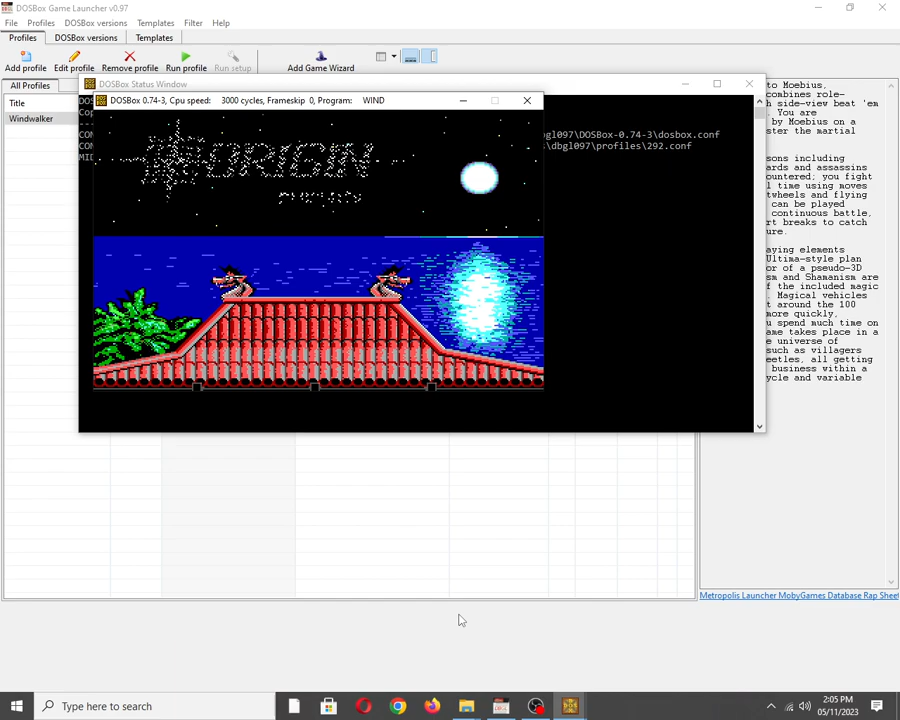 DOSBox Game Launcher v0.97
File Profiles DOSBox versions Templates Filter Help
Profiles DOSBox versions Templates
Add profile Edit profile Remove profile Run profile Run setup Add Game Wizard
All Profiles
Title
Windwalker
DOSBox Status Window
DOSBox 0.74-3, Cpu speed: 3000 cycles, Frameskip 0, Program: WIND
DOS
Cop
---
CON
CON
MID
gl097\DOSBox-0.74-3\dosbox.conf
\dbgl097\profiles\292.conf
ORIGIN
to Moebius,
combines role-
h side-view beat 'em
. You are
by Moebius on a
ster the martial
sons including
ards and assassins
ountered; you fight
l time using moves
twheels and flying
can be played
continuous battle,
rt breaks to catch
ure.
aying elements
Ultima-style plan
or of a pseudo-3D
sm and Shamanism are
f the included magic
. Magical vehicles
t around the 100
more quickly,
u spend much time on
ame takes place in a
e universe of
such as villagers
eetles, all getting
business within a
ycle and variable
Metropolis Launcher MobyGames Database Rap Sheet
Type here to search
2:05 PM
05/11/2023